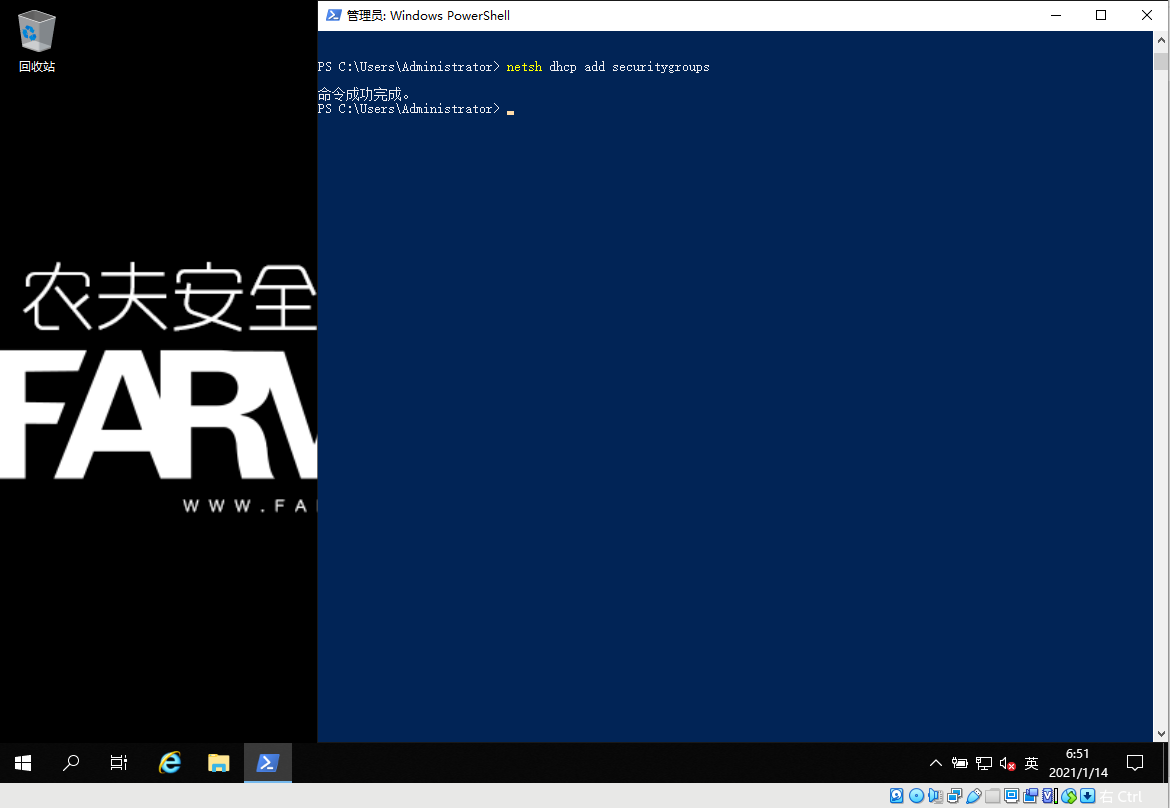 管理员: Windows PowerShell
回收站
PS C:\Users\Administrator> netsh dhcp add securitygroups
命令成功完成。
PS C:\Users\Administrator>
农夫安全
FARM
WWW.FA
英
6:51
2021/1/14
右 Ctrl